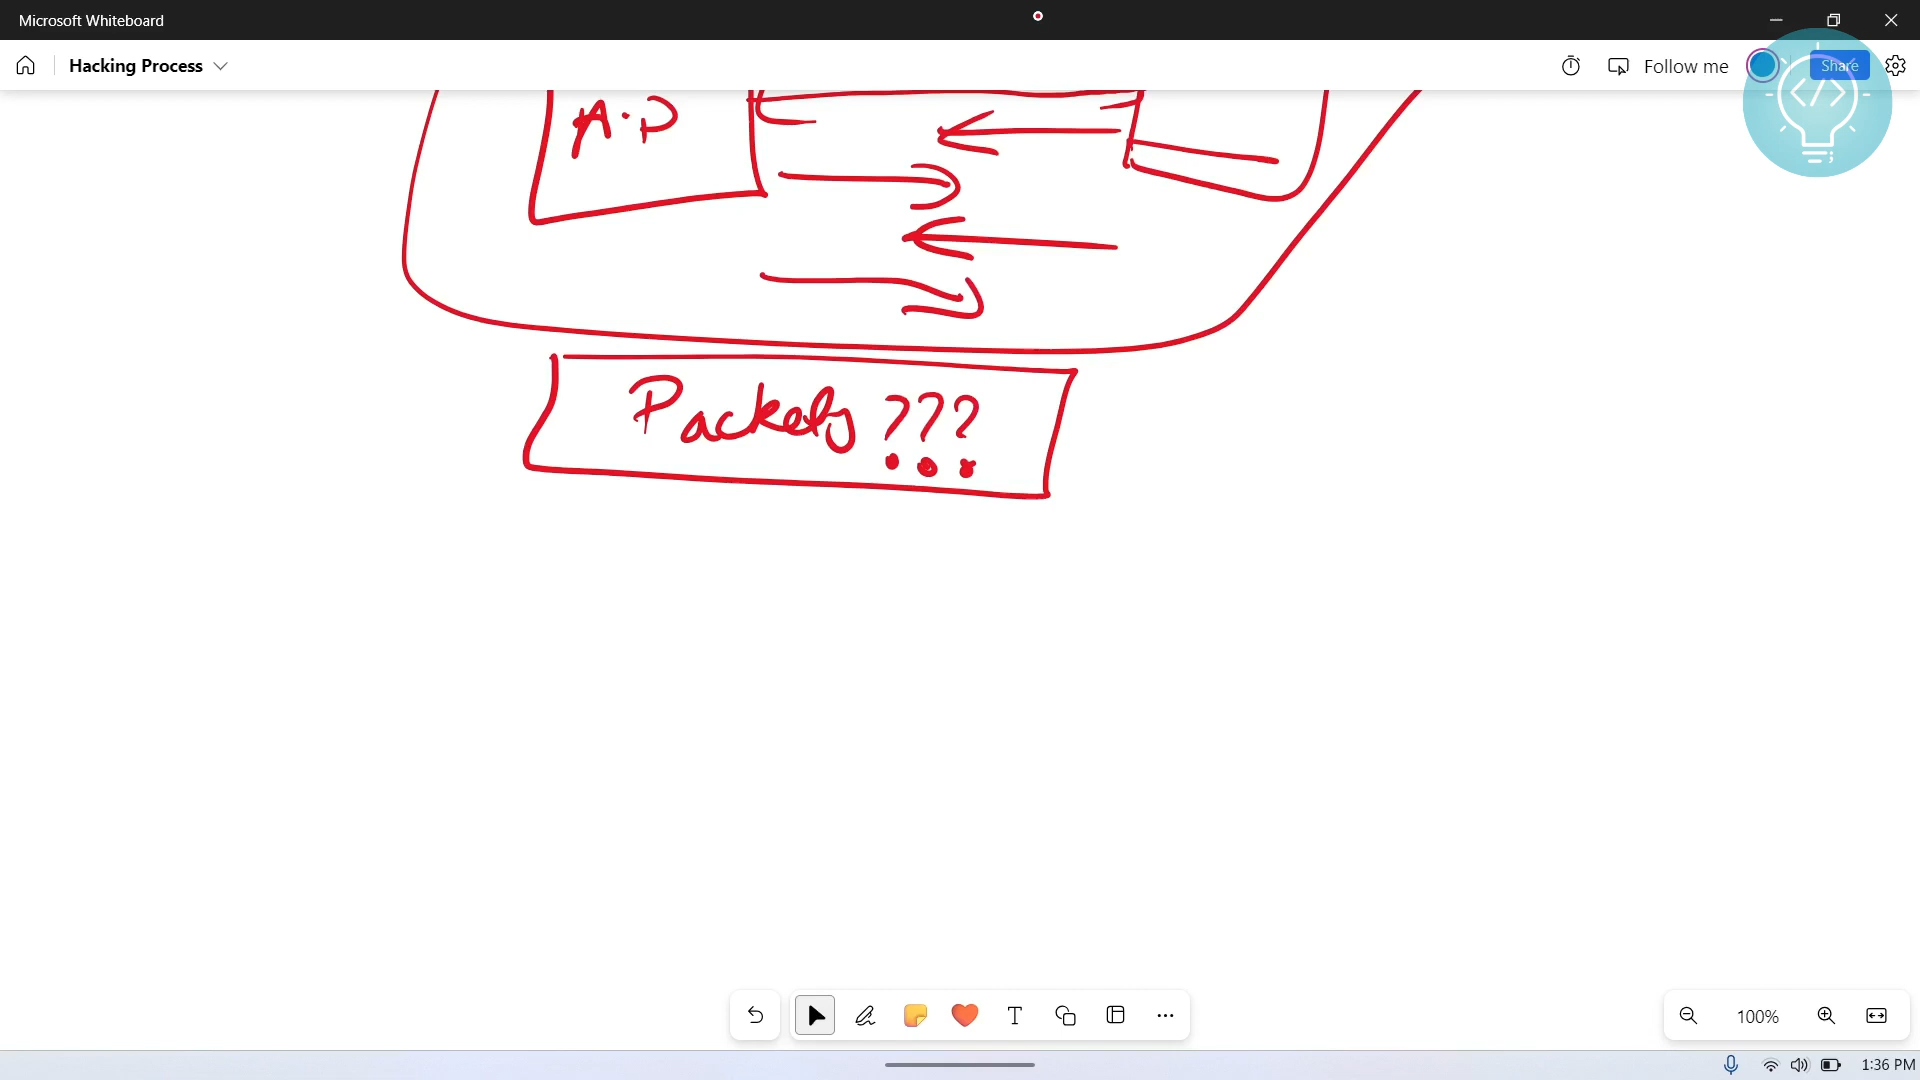 Microsoft Whiteboard
Hacking Process
Follow me
Share
A.P
Packets ???
100%
1:36 PM